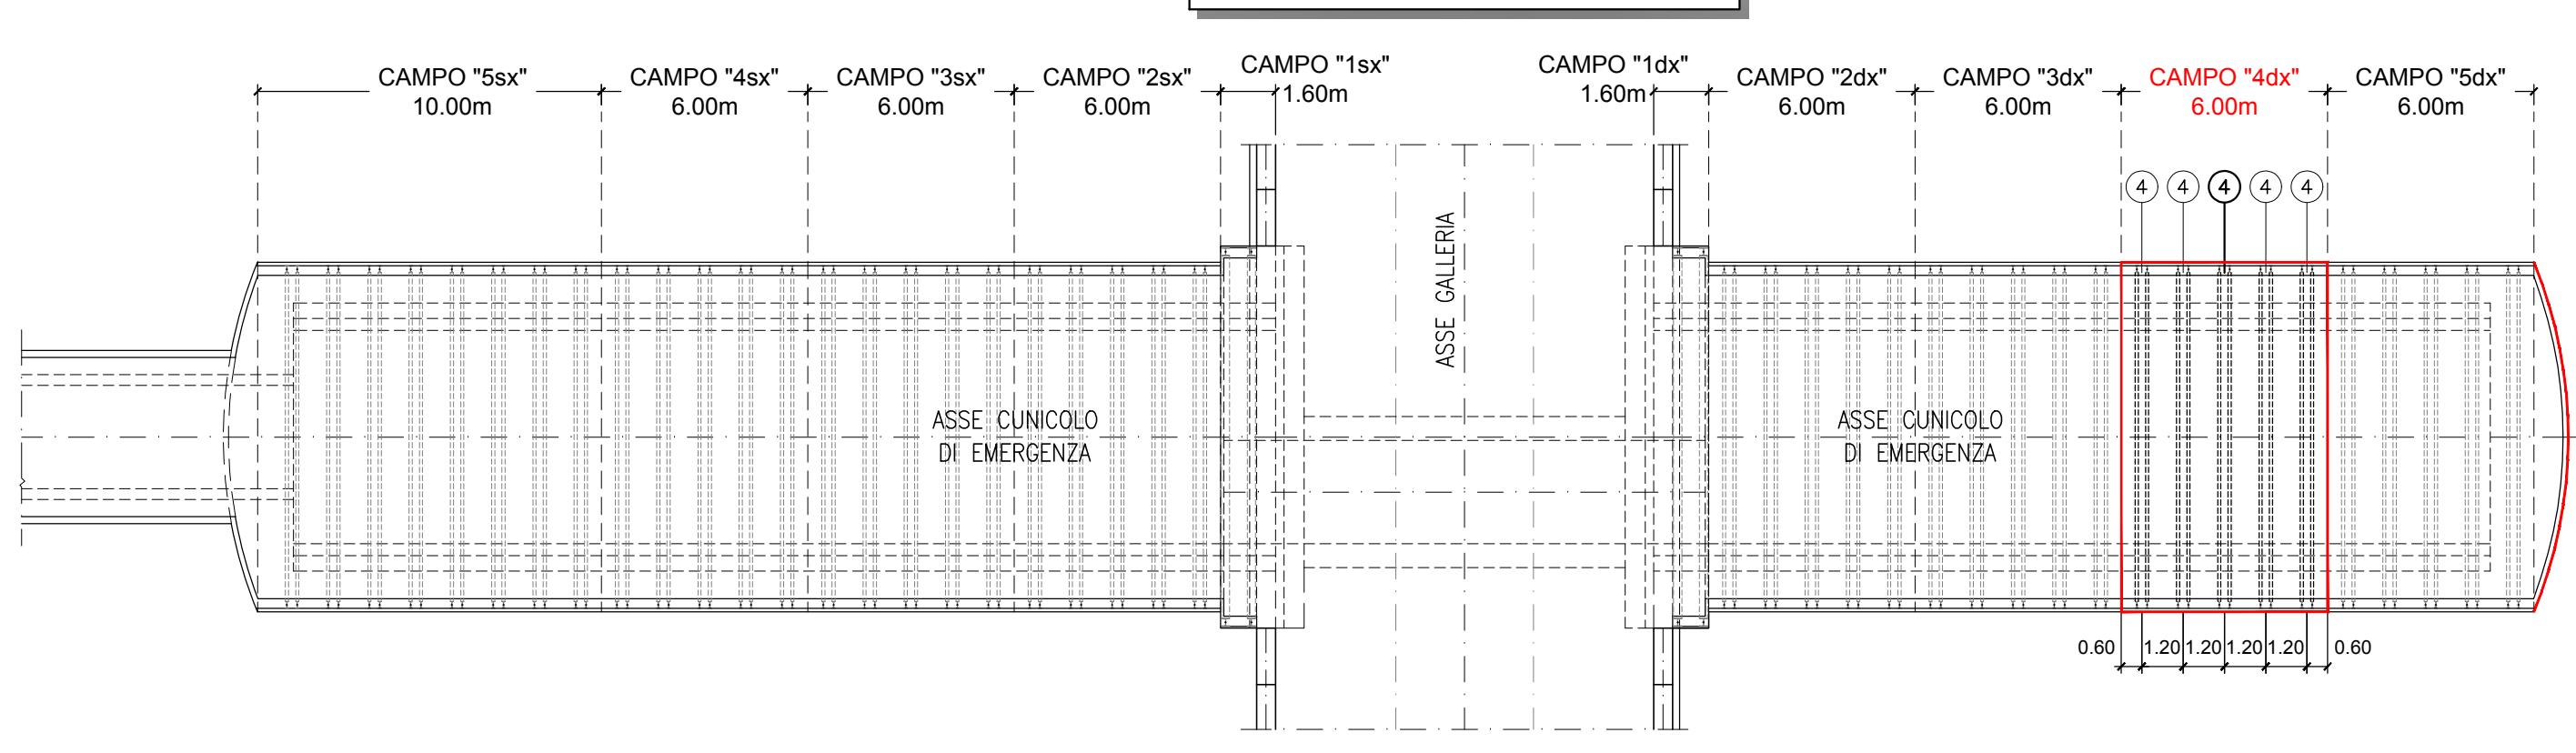 CAMPO "5sx"
10.00m
CAMPO "4sx"
6.00m
CAMPO "3sx"
6.00m
CAMPO "2sx"
6.00m
CAMPO "1sx"
1.60m
CAMPO "1dx"
1.60m
CAMPO "2dx"
6.00m
CAMPO "3dx"
6.00m
CAMPO "4dx"
6.00m
CAMPO "5dx"
6.00m
4 4 4 4 4
ASSE GALLERIA
ASSE CUNICOLO
DI EMERGENZA
ASSE CUNICOLO
DI EMERGENZA
0.60 1.20 1.20 1.20 1.20 0.60